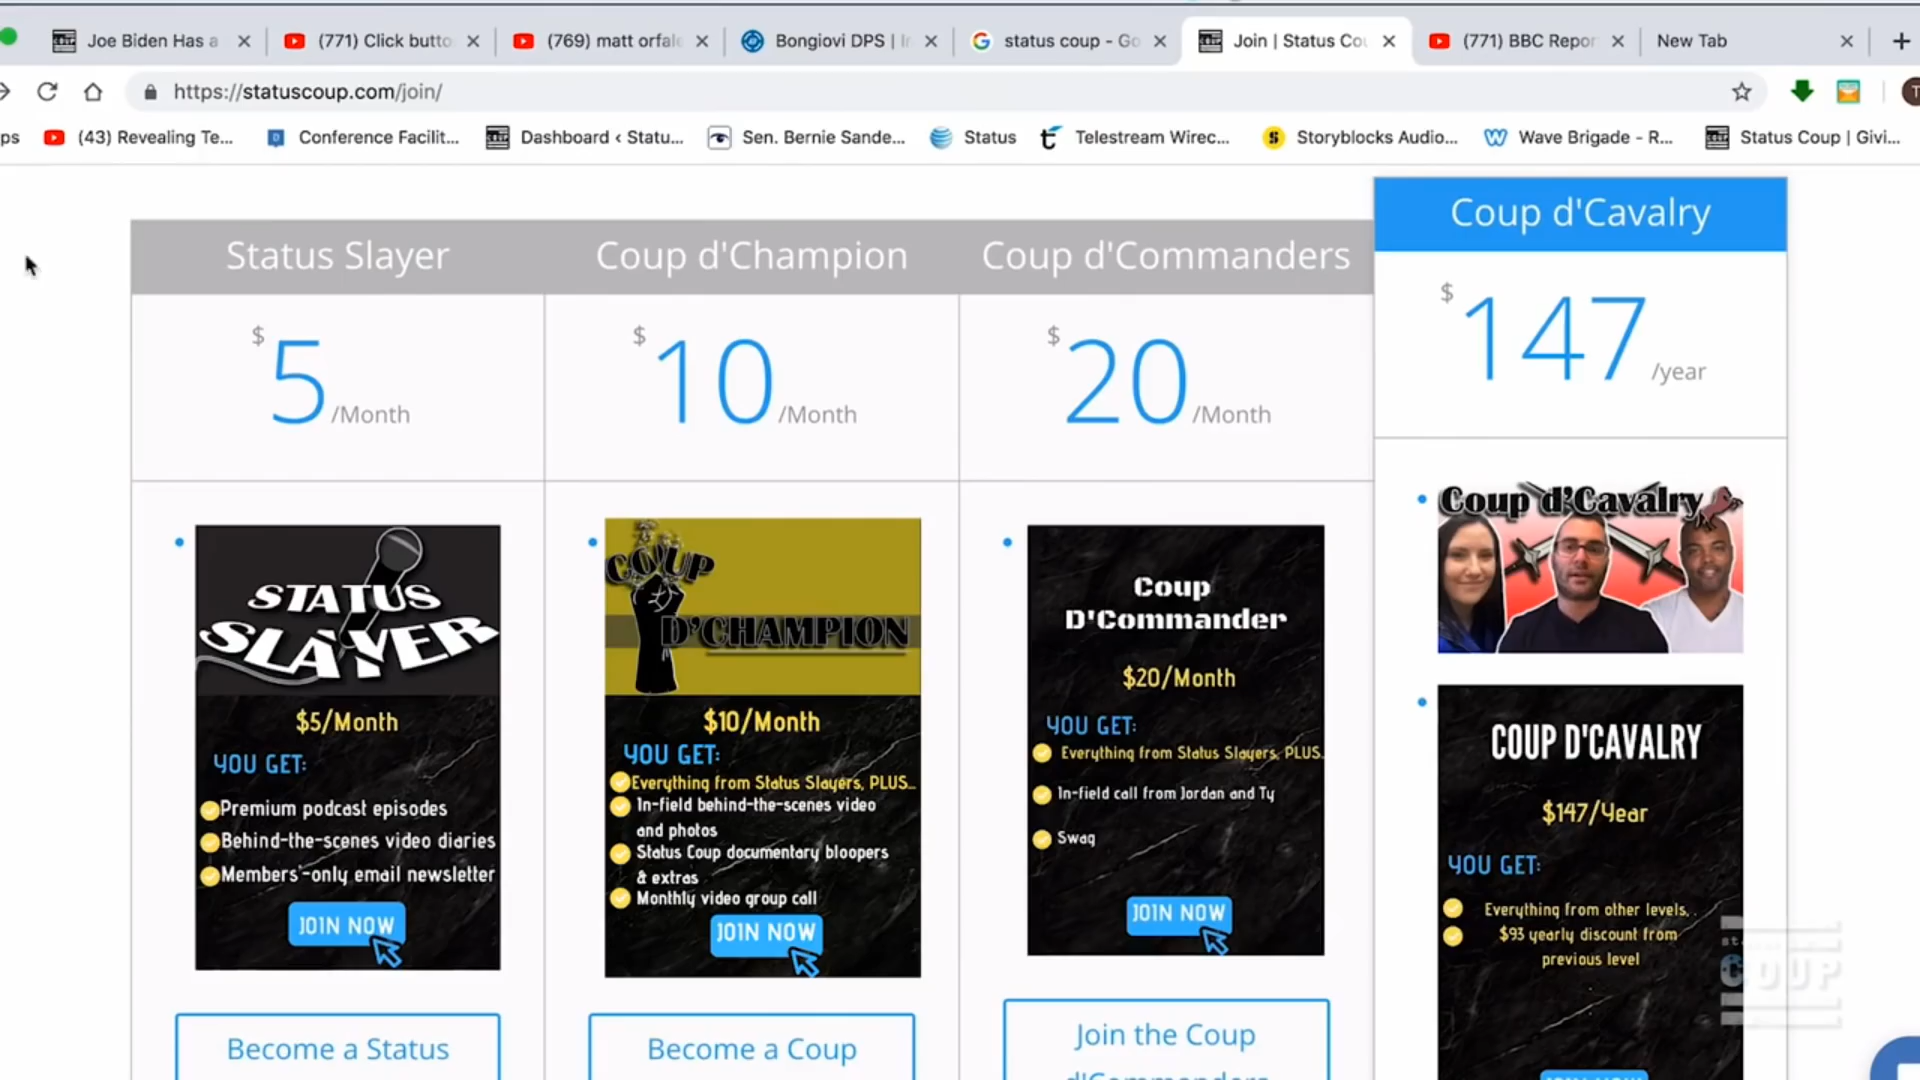 Joe Biden Has a
(771) Click butto
(769) matt orfale
Bongiovi DPS | In
status coup - Go
Join | Status Cou
(771) BBC Repor
New Tab
https://statuscoup.com/join/
ps
(43) Revealing Te...
Conference Facilit...
Dashboard ‹ Statu...
Sen. Bernie Sande...
Status
Telestream Wirec...
Storyblocks Audio...
Wave Brigade - R...
Status Coup | Givi...
Status Slayer
$5/Month
STATUS
SLAYER
$5/Month
YOU GET:
Premium podcast episodes
Behind-the-scenes video diaries
Members'-only email newsletter
JOIN NOW
Become a Status
Coup d'Champion
$10/Month
COUP
D'CHAMPION
$10/Month
YOU GET:
Everything from Status Slayers, PLUS...
In-field behind-the-scenes video
and photos
Status Coup documentary bloopers
& extras
Monthly video group call
JOIN NOW
Become a Coup
Coup d'Commanders
$20/Month
Coup
D'Commander
$20/Month
YOU GET:
Everything from Status Slayers, PLUS.
In-field call from Jordan and Ty
Swag
JOIN NOW
Join the Coup
d'Commanders
Coup d'Cavalry
$147/year
Coup d'Cavalry
COUP D'CAVALRY
$147/Year
YOU GET:
Everything from other levels,
$93 yearly discount from
previous level
JOIN NOW
COUP